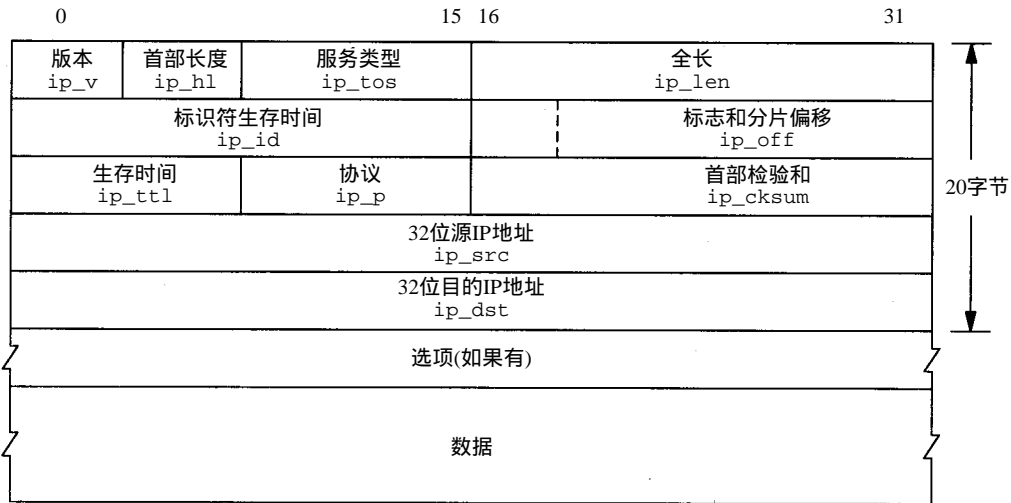 0 15 16 31
版本 首部长度 服务类型 全长
ip_v ip_hl ip_tos ip_len
标识符生存时间 标志和分片偏移
ip_id ip_off
生存时间 协议 首部检验和
ip_ttl ip_p ip_cksum
20字节
32位源IP地址
ip_src
32位目的IP地址
ip_dst
选项(如果有)
数据